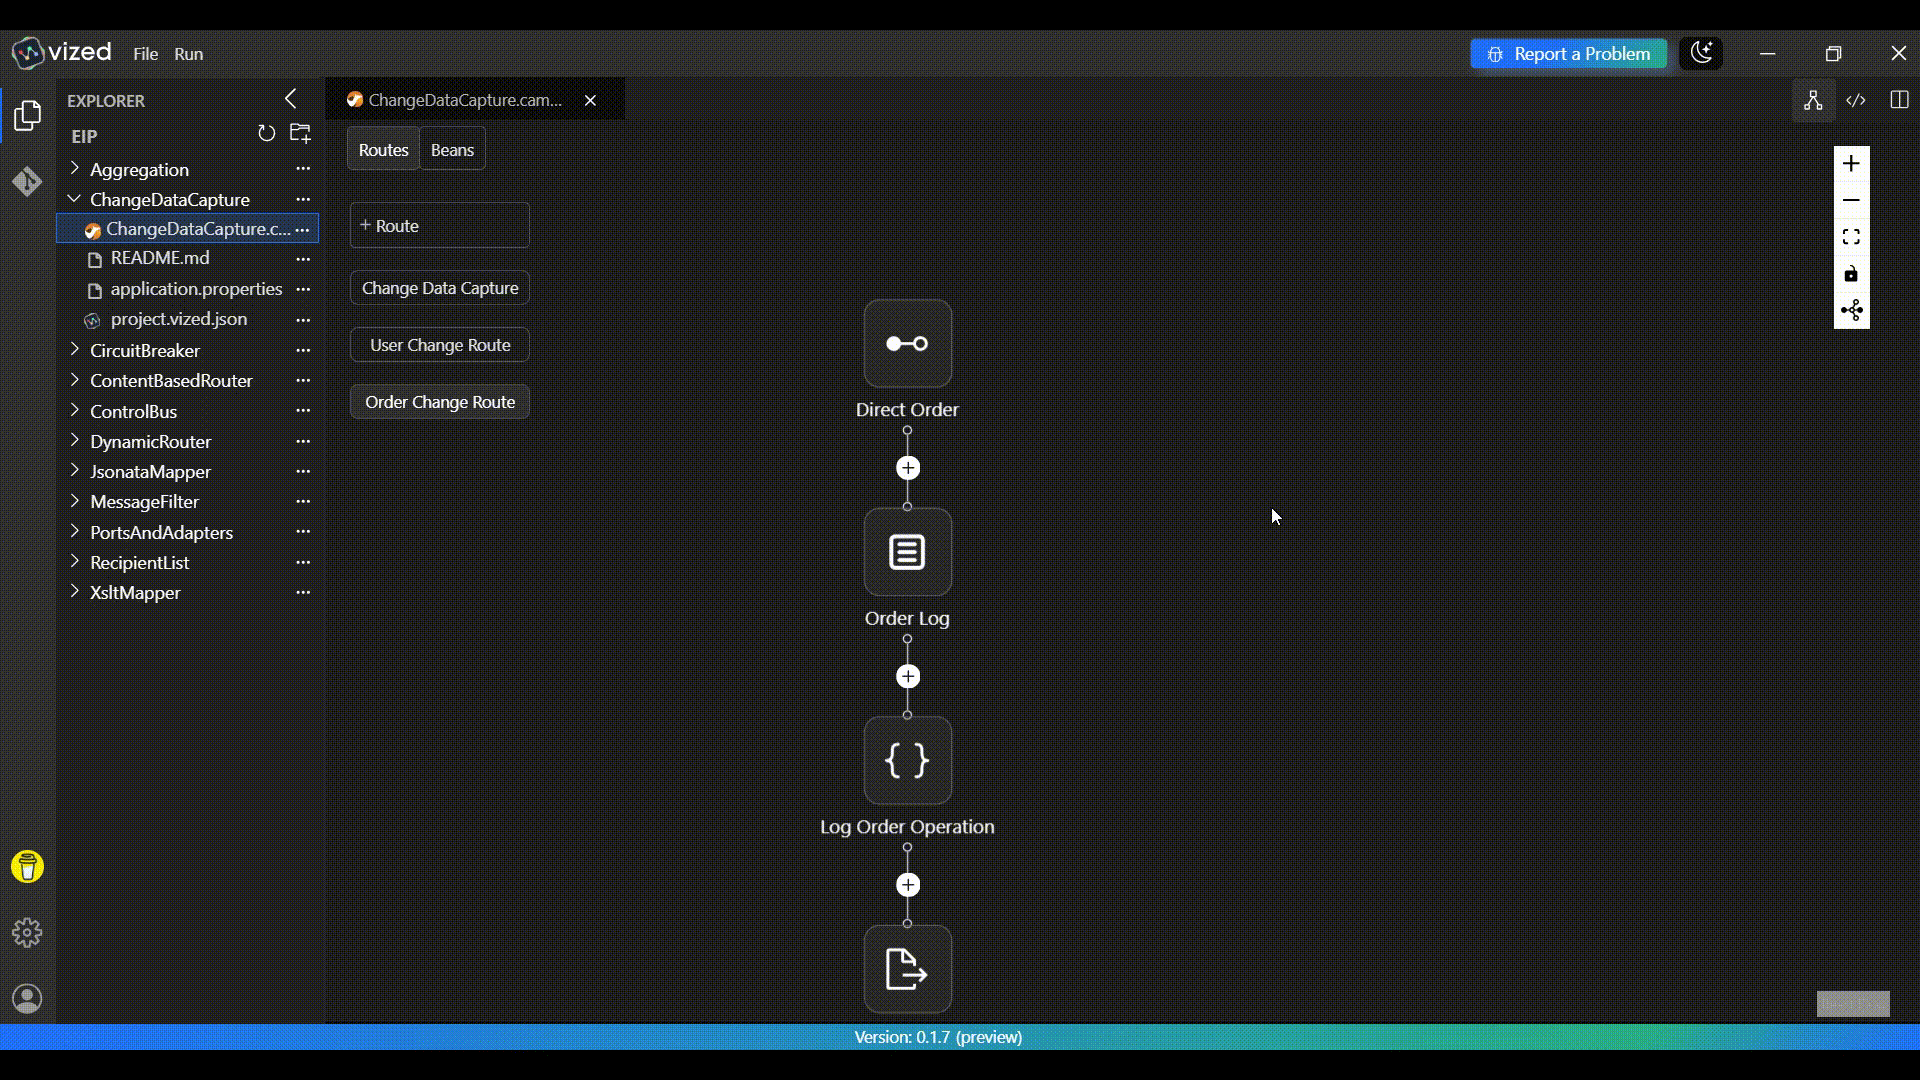 vized File Run Report a Problem
EXPLORER
ChangeDataCapture.cam...
EIP
Routes Beans
Aggregation
ChangeDataCapture
ChangeDataCapture.c...
README.md
application.properties
project.vized.json
CircuitBreaker
ContentBasedRouter
ControlBus
DynamicRouter
JsonataMapper
MessageFilter
PortsAndAdapters
RecipientList
XsltMapper
+ Route
Change Data Capture
User Change Route
Order Change Route
Direct Order
Order Log
Log Order Operation
Version: 0.1.7 (preview)